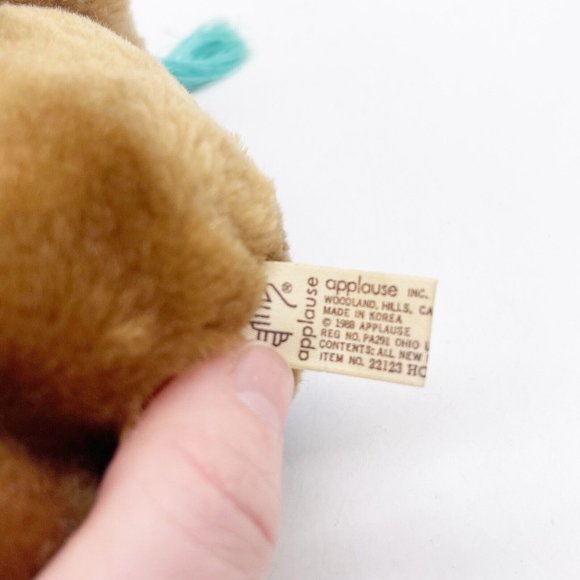 applause ®
applause INC.
WOODLAND, HILLS, CA
MADE IN KOREA
© 1988 APPLAUSE
REG NO. PA291 OHIO
CONTENTS: ALL NEW
ITEM NO. 22123 HC